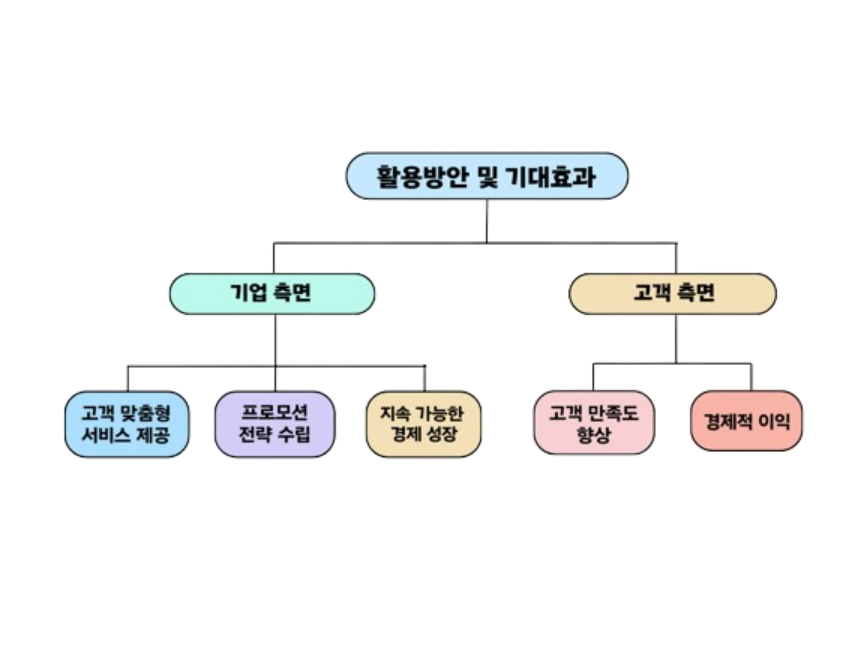 활용방안 및 기대효과
기업 측면
고객 측면
고객 맞춤형
서비스 제공
프로모션
전략 수립
지속 가능한
경제 성장
고객 만족도
향상
경제적 이익